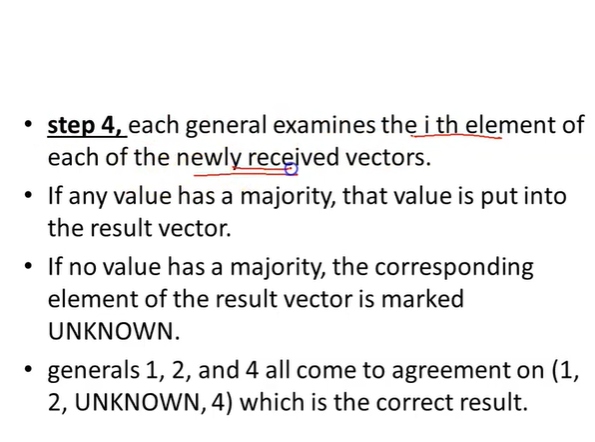 • step 4, each general examines the i th element of
each of the newly received vectors.
• If any value has a majority, that value is put into
the result vector.
• If no value has a majority, the corresponding
element of the result vector is marked
UNKNOWN.
• generals 1, 2, and 4 all come to agreement on (1,
2, UNKNOWN, 4) which is the correct result.